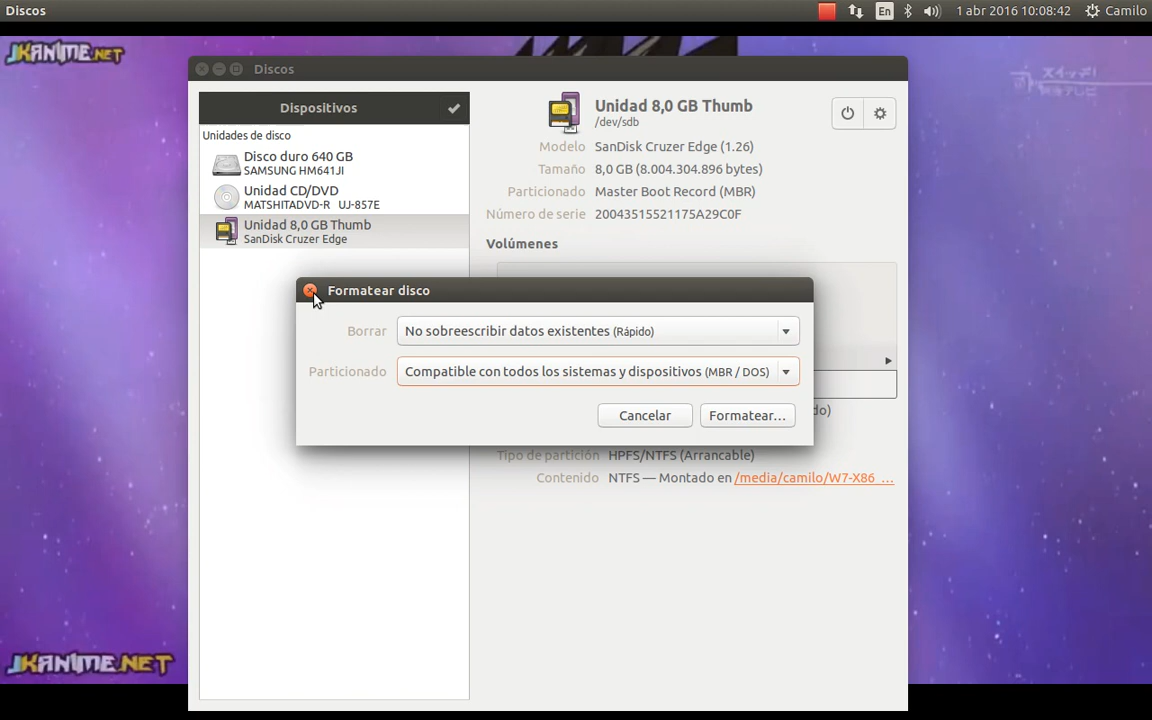 Discos
En
1 abr 2016 10:08:42
Camilo
JKANIME.NET
Discos
Dispositivos
Unidades de disco
Disco duro 640 GB
SAMSUNG HM641JI
Unidad CD/DVD
MATSHITADVD-R UJ-857E
Unidad 8,0 GB Thumb
SanDisk Cruzer Edge
Unidad 8,0 GB Thumb
/dev/sdb
Modelo SanDisk Cruzer Edge (1.26)
Tamaño 8,0 GB (8.004.304.896 bytes)
Particionado Master Boot Record (MBR)
Número de serie 20043515521175A29C0F
Volúmenes
Formatear disco
Borrar No sobreescribir datos existentes (Rápido)
Particionado Compatible con todos los sistemas y dispositivos (MBR / DOS)
Cancelar
Formatear...
do)
Tipo de partición HPFS/NTFS (Arrancable)
Contenido NTFS — Montado en /media/camilo/W7-X86 ...
JKANIME.NET